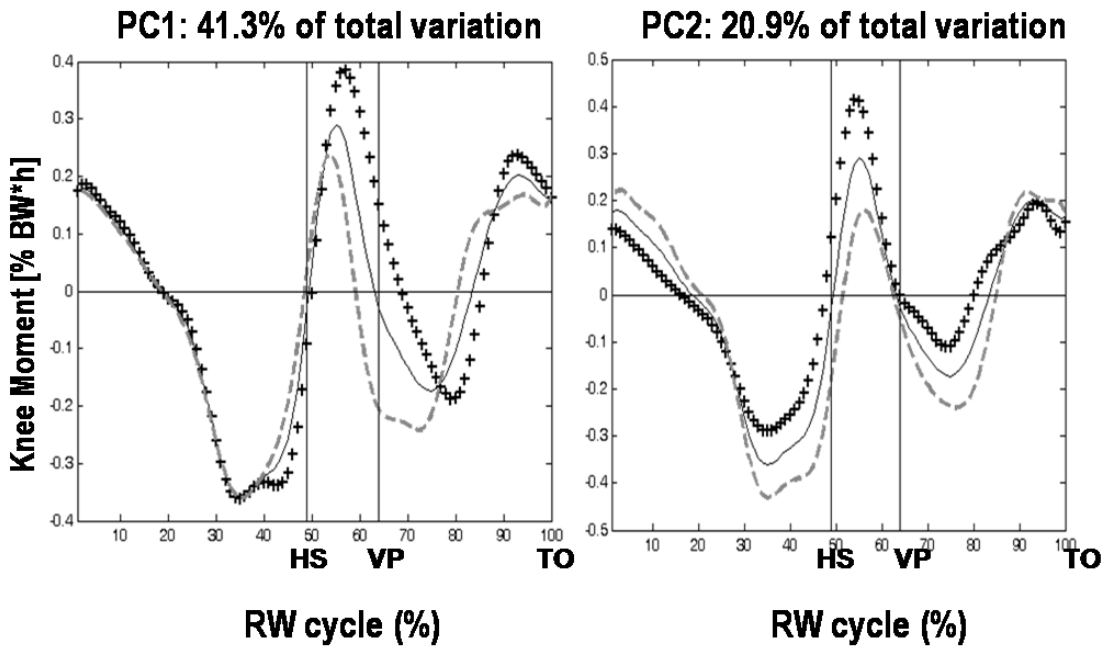 PC1: 41.3% of total variation
PC2: 20.9% of total variation
Knee Moment [% BW*h]
0.4
0.3
0.2
0.1
0
-0.1
-0.2
-0.3
-0.4
10 20 30 40 50 60 70 80 90 100
HS VP TO
RW cycle (%)
0.5
0.4
0.3
0.2
0.1
0
-0.1
-0.2
-0.3
-0.4
-0.5
10 20 30 40 50 60 70 80 90 100
HS VP TO
RW cycle (%)